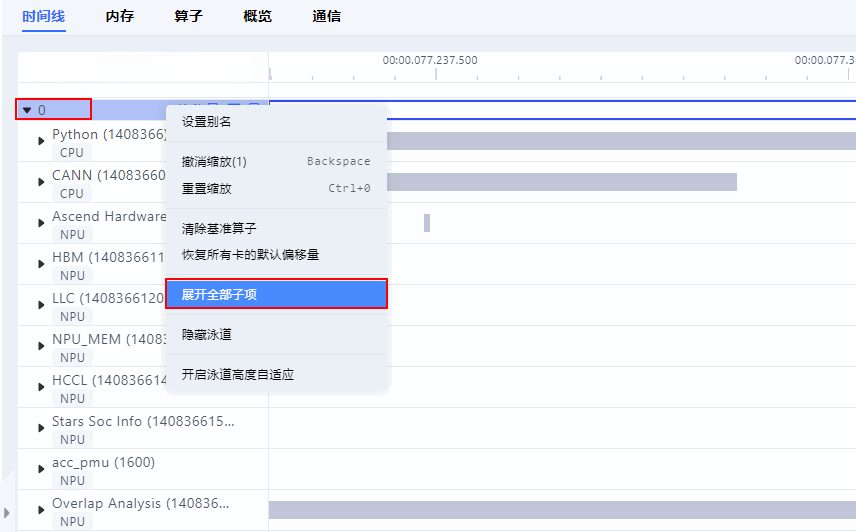 时间线 内存 算子 概览 通信
00:00.077.237.500 00:00.077.3
0
设置别名
Python (1408366)
CPU
撤消缩放(1) Backspace
CANN (14083660
重置缩放 Ctrl+0
CPU
Ascend Hardware
清除基准算子
NPU
恢复所有卡的默认偏移量
HBM (140836611
NPU
展开全部子项
LLC (1408366120
NPU
隐藏泳道
NPU_MEM (14083
NPU
开启泳道高度自适应
HCCL (140836614
NPU
Stars Soc Info (140836615...
NPU
acc_pmu (1600)
NPU
Overlap Analysis (140836...
NPU